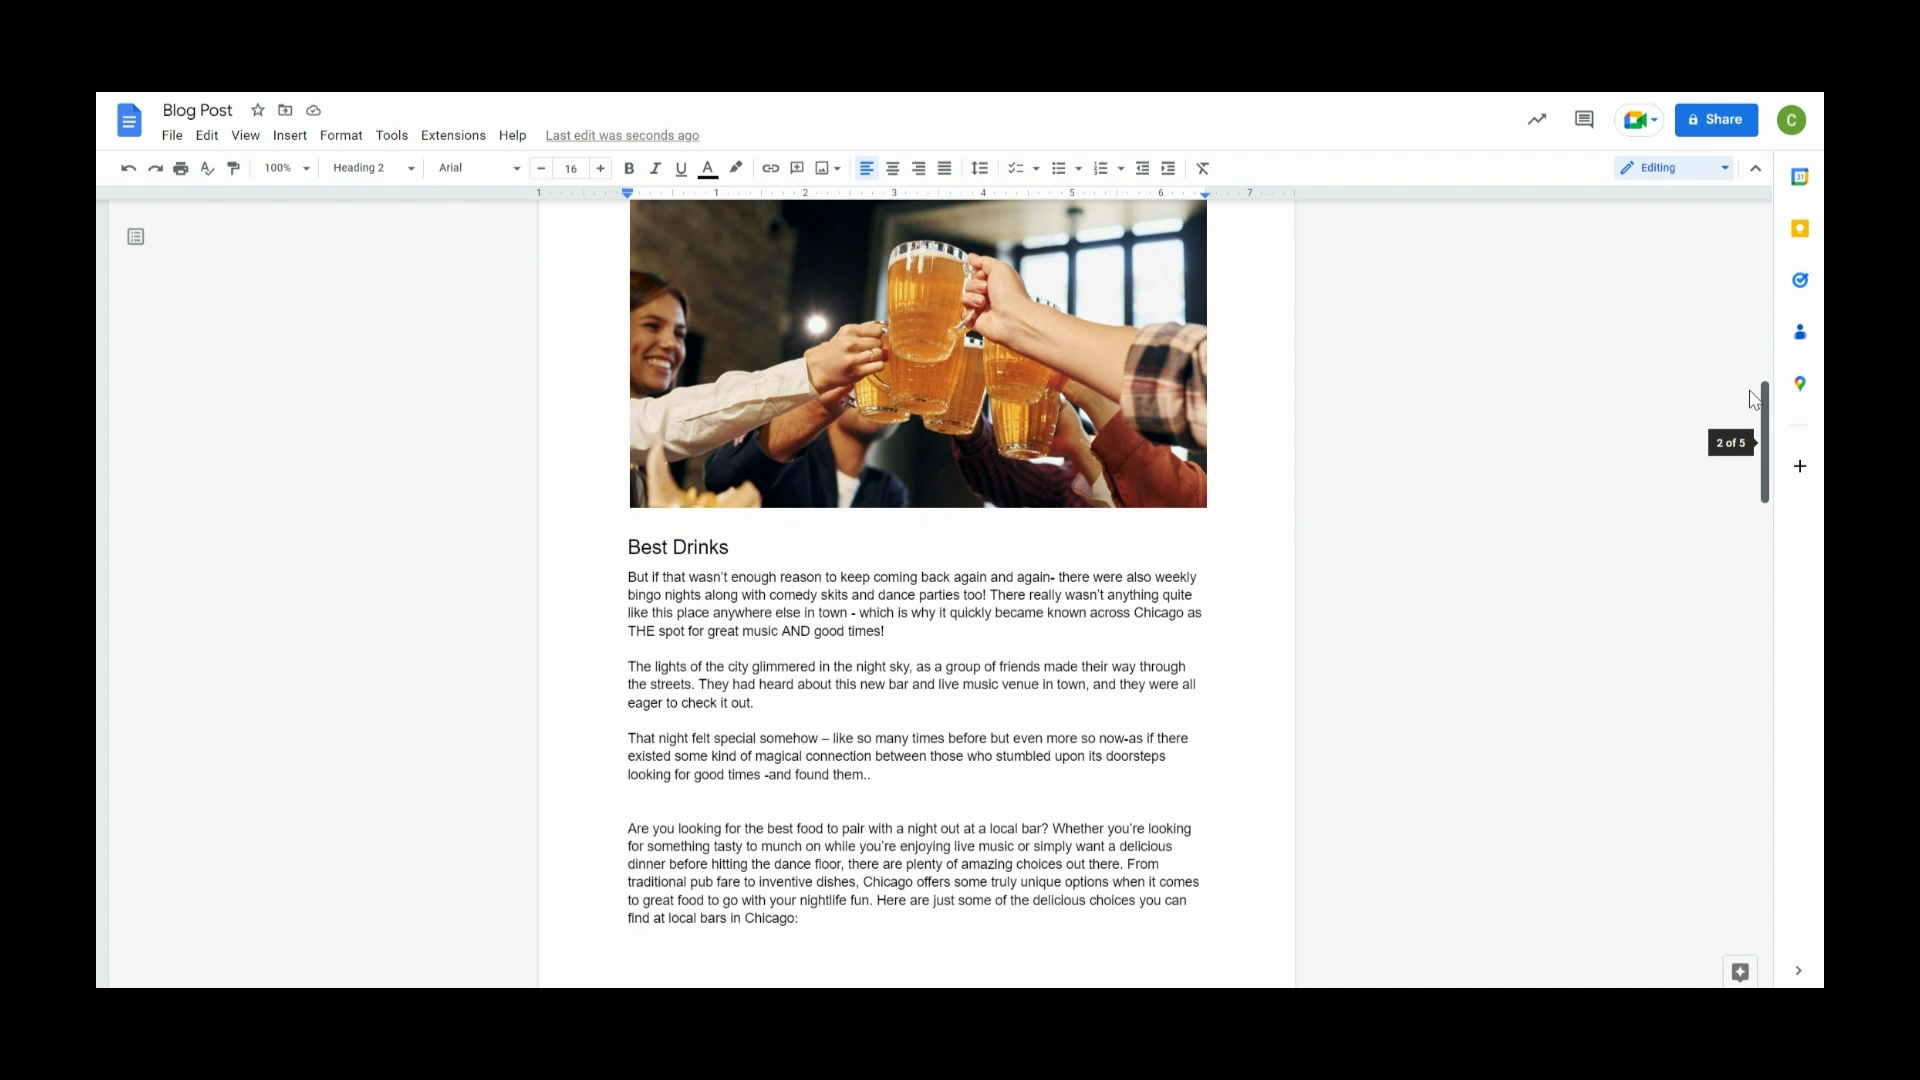 Blog Post
File Edit View Insert Format Tools Extensions Help Last edit was seconds ago
Share
C
100% Heading 2 Arial 16 Editing
1 1 2 3 4 5 6 7
31
2 of 5
Best Drinks
But if that wasn't enough reason to keep coming back again and again- there were also weekly
bingo nights along with comedy skits and dance parties too! There really wasn't anything quite
like this place anywhere else in town - which is why it quickly became known across Chicago as
THE spot for great music AND good times!
The lights of the city glimmered in the night sky, as a group of friends made their way through
the streets. They had heard about this new bar and live music venue in town, and they were all
eager to check it out.
That night felt special somehow – like so many times before but even more so now-as if there
existed some kind of magical connection between those who stumbled upon its doorsteps
looking for good times -and found them..
Are you looking for the best food to pair with a night out at a local bar? Whether you're looking
for something tasty to munch on while you're enjoying live music or simply want a delicious
dinner before hitting the dance floor, there are plenty of amazing choices out there. From
traditional pub fare to inventive dishes, Chicago offers some truly unique options when it comes
to great food to go with your nightlife fun. Here are just some of the delicious choices you can
find at local bars in Chicago: